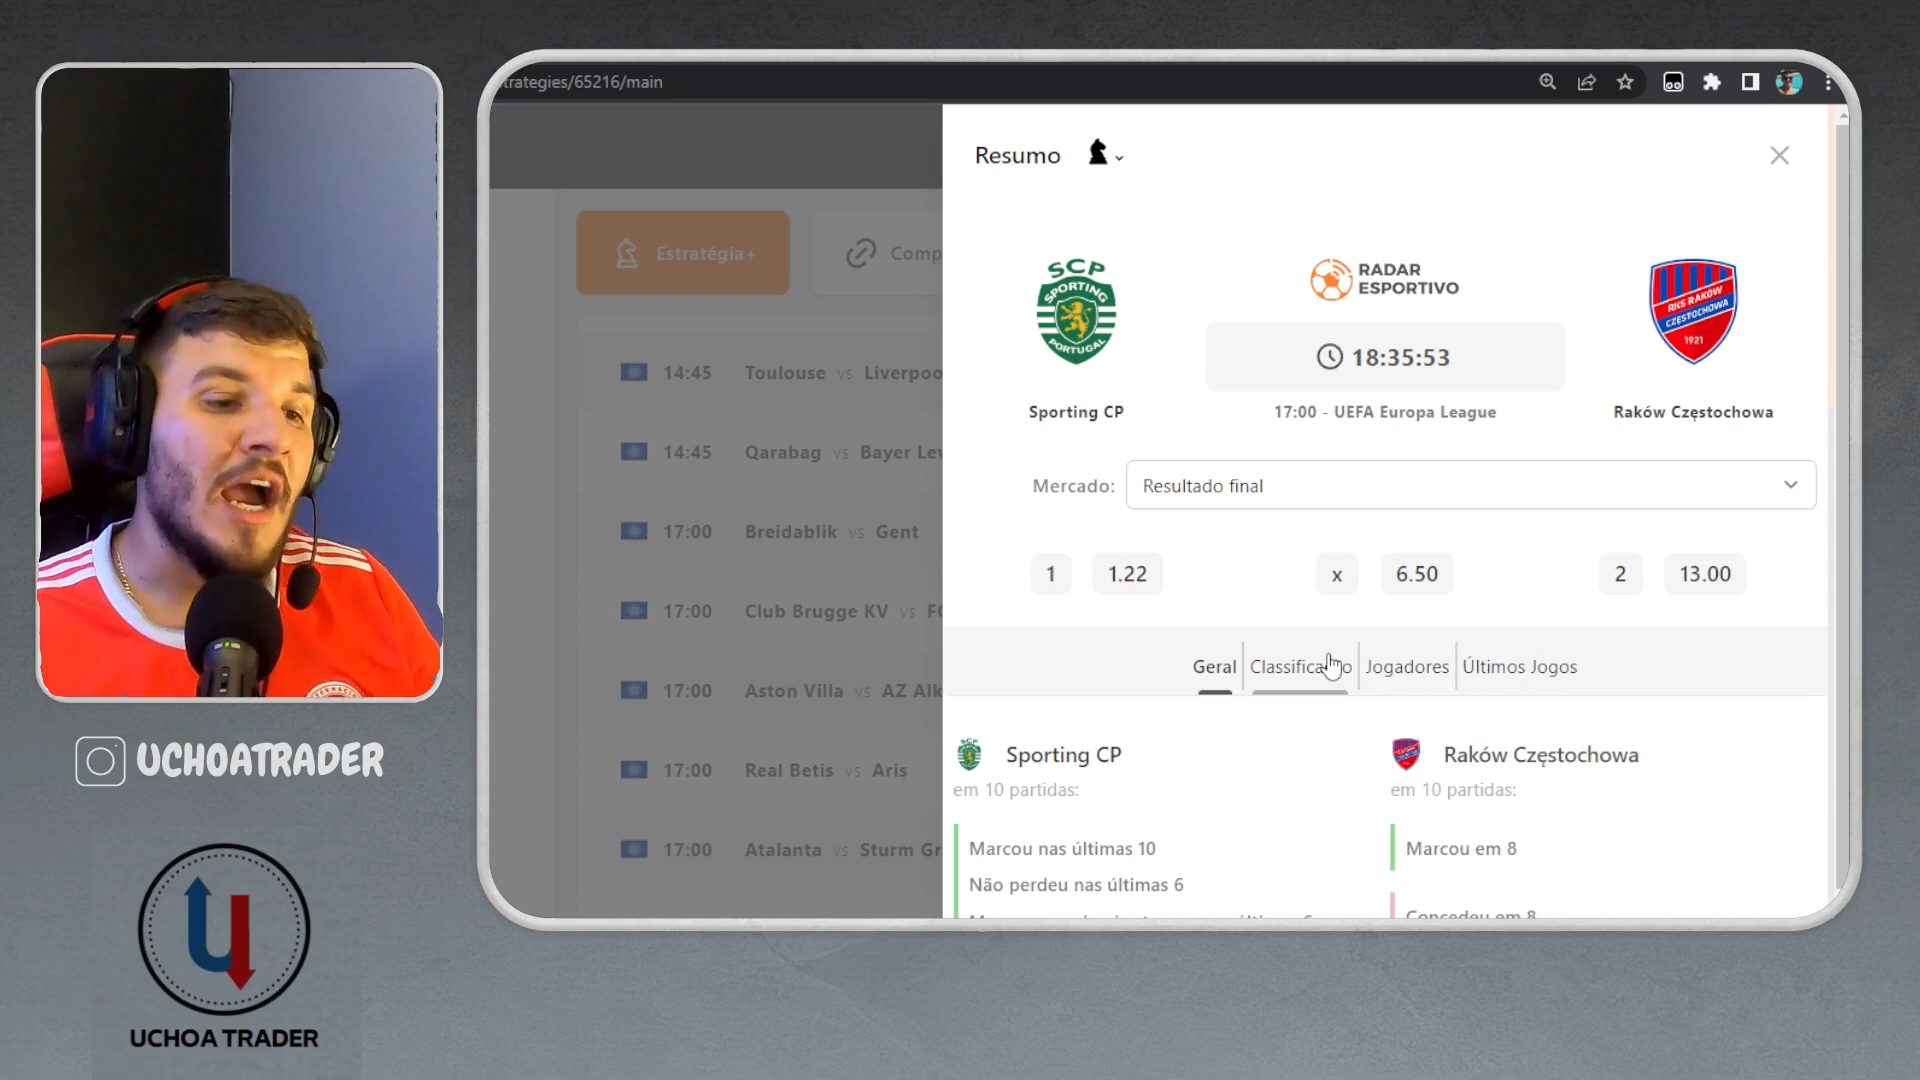 trategies/65216/main
Resumo
Estratégia+
Comp
SCP
SPORTING
PORTUGAL
RADAR
ESPORTIVO
RKS RAKÓW
CZĘSTOCHOWA
1921
18:35:53
Sporting CP
17:00 - UEFA Europa League
Raków Częstochowa
14:45 Toulouse vs Liverpoo
14:45 Qarabag vs Bayer Lev
17:00 Breidablik vs Gent
17:00 Club Brugge KV vs
17:00 Aston Villa vs AZ Alk
17:00 Real Betis vs Aris
17:00 Atalanta vs Sturm Gr
Mercado: Resultado final
1 1.22 x 6.50 2 13.00
Geral Jogadores Últimos Jogos
Sporting CP
em 10 partidas:
Marcou nas últimas 10
Não perdeu nas últimas 6
Raków Częstochowa
em 10 partidas:
Marcou em 8
Concedeu em 8
UCHOATRADER
U
UCHOA TRADER